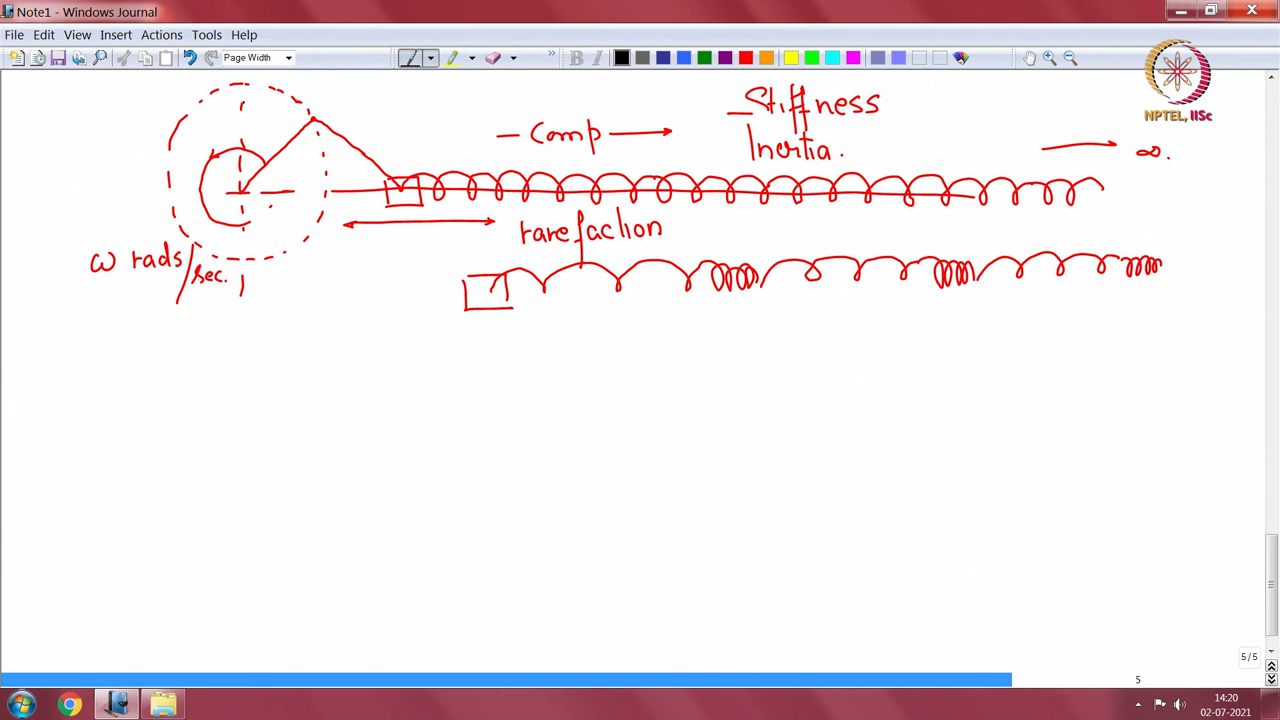 Note1 - Windows Journal
File Edit View Insert Actions Tools Help
Page Width
NPTEL, IISc
Stiffness
Comp
Inertia.
∞.
rarefaction
ω rads/sec.
5/5
5
14:20
02-07-2021